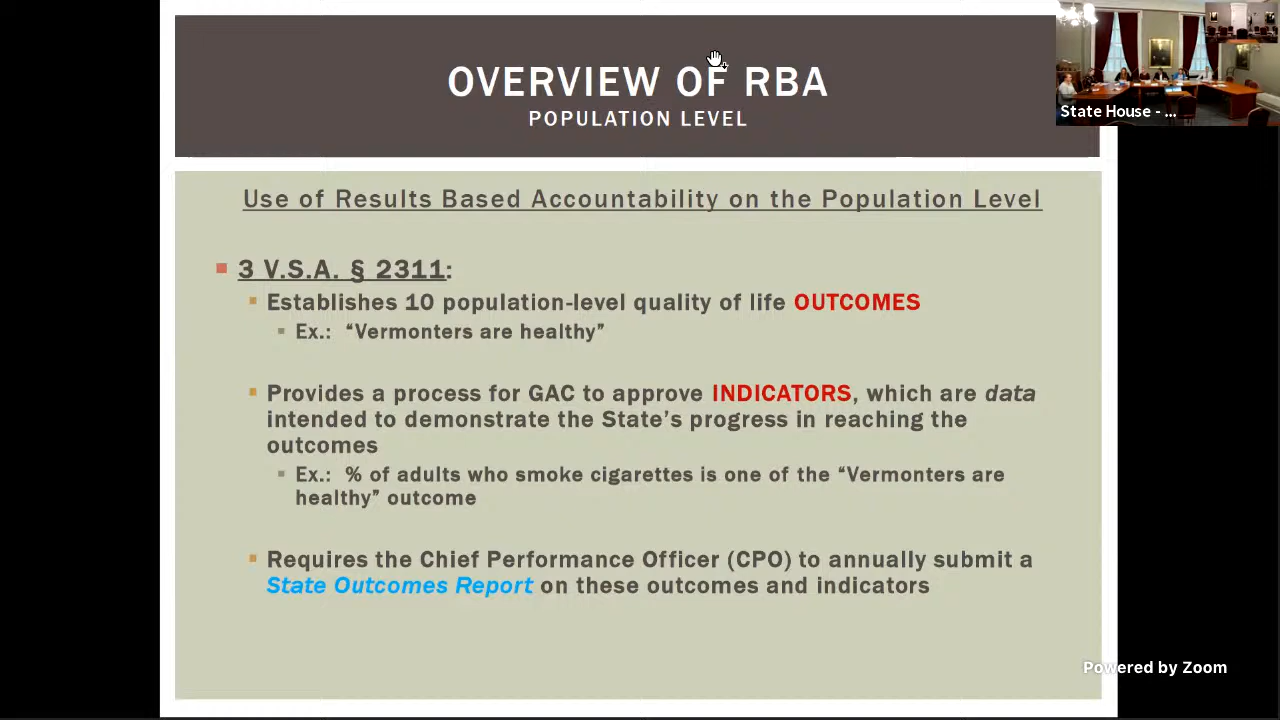 OVERVIEW OF RBA
POPULATION LEVEL
State House - ...
Use of Results Based Accountability on the Population Level
3 V.S.A. § 2311:
Establishes 10 population-level quality of life OUTCOMES
Ex.: “Vermonters are healthy”
Provides a process for GAC to approve INDICATORS, which are data
intended to demonstrate the State’s progress in reaching the
outcomes
Ex.: % of adults who smoke cigarettes is one of the “Vermonters are
healthy” outcome
Requires the Chief Performance Officer (CPO) to annually submit a
State Outcomes Report on these outcomes and indicators
Powered by Zoom